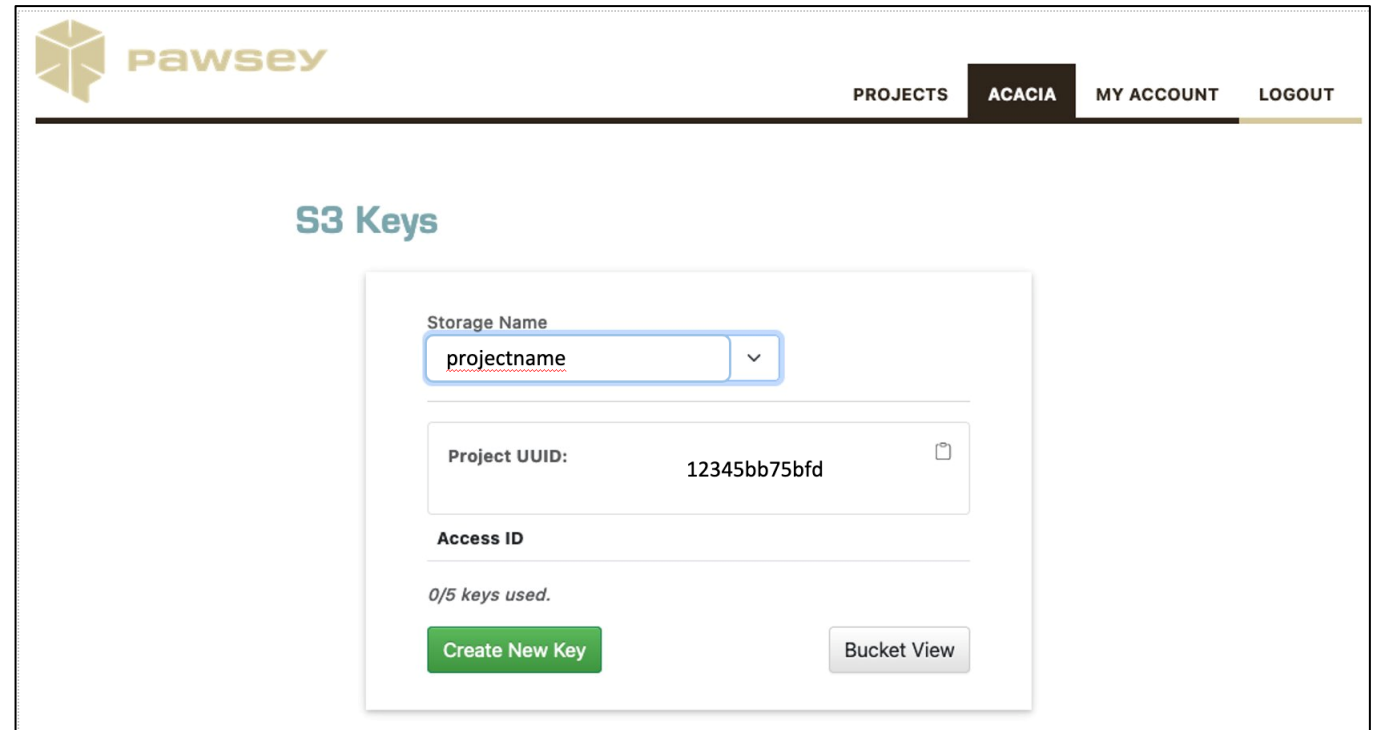 pawsey
PROJECTS ACACIA MY ACCOUNT LOGOUT
S3 Keys
Storage Name
projectname
Project UUID:
12345bb75bfd
Access ID
0/5 keys used.
Create New Key Bucket View